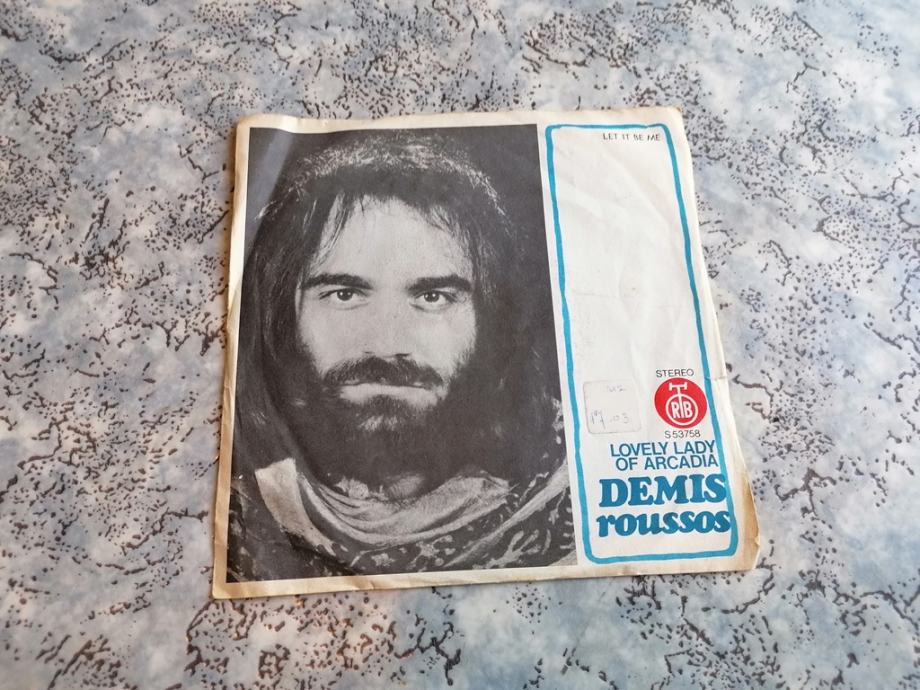 LET IT BE ME
STEREO
RTB
S 53758
LOVELY LADY
OF ARCADIA
DEMIS
roussos